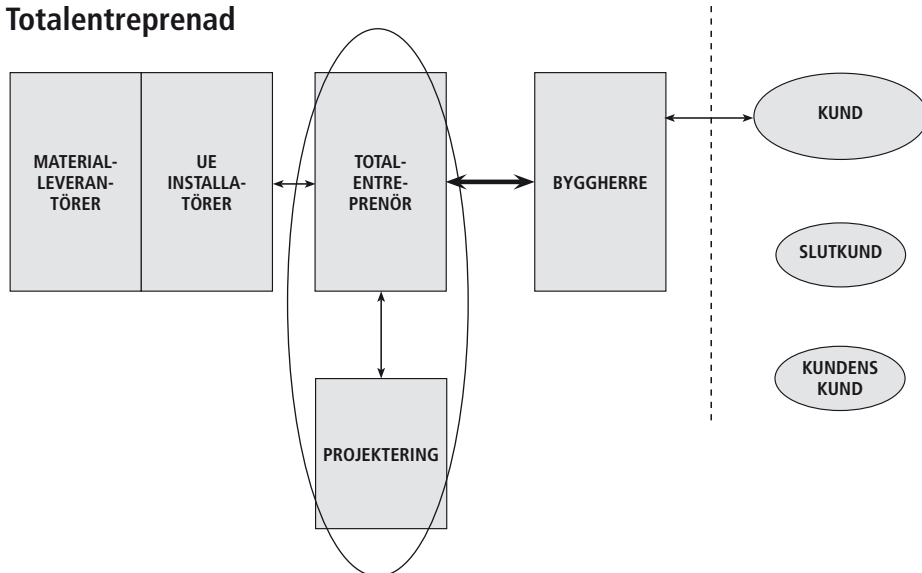 Totalentreprenad
MATERIAL-
LEVERAN-
TÖRER
UE
INSTALLA-
TÖRER
TOTAL-
ENTRE-
PRENÖR
BYGGHERRE
KUND
SLUTKUND
KUNDENS
KUND
PROJEKTERING